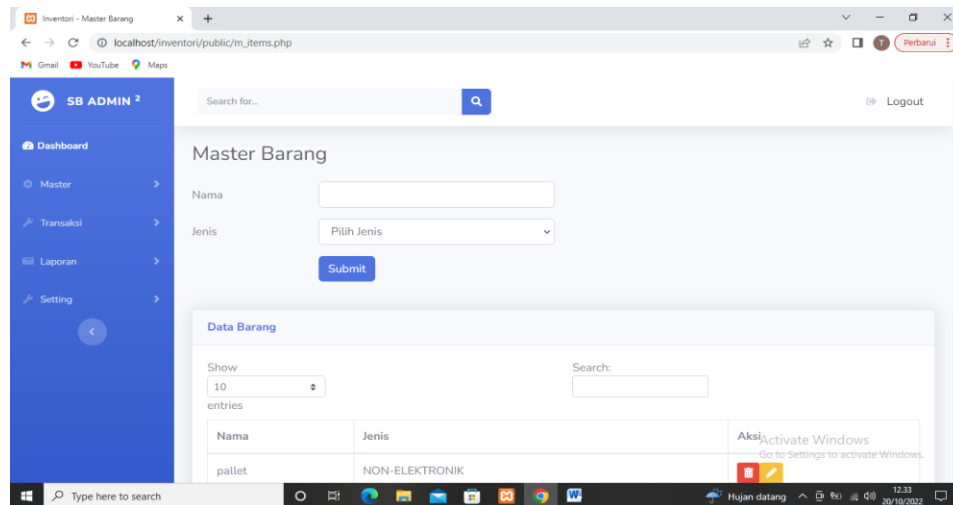 Inventori - Master Barang
localhost/inventori/public/m_items.php
T
Perbarui
Gmail YouTube Maps
SB ADMIN 2
Search for...
Logout
Dashboard
Master
Transaksi
Laporan
Setting
Master Barang
Nama
Jenis Pilih Jenis
Submit
Data Barang
Show
10
entries
Search:
Nama Jenis Aksi
pallet NON-ELEKTRONIK
Activate Windows
Go to Settings to activate Windows.
Type here to search
Hujan datang
12.33
20/10/2022